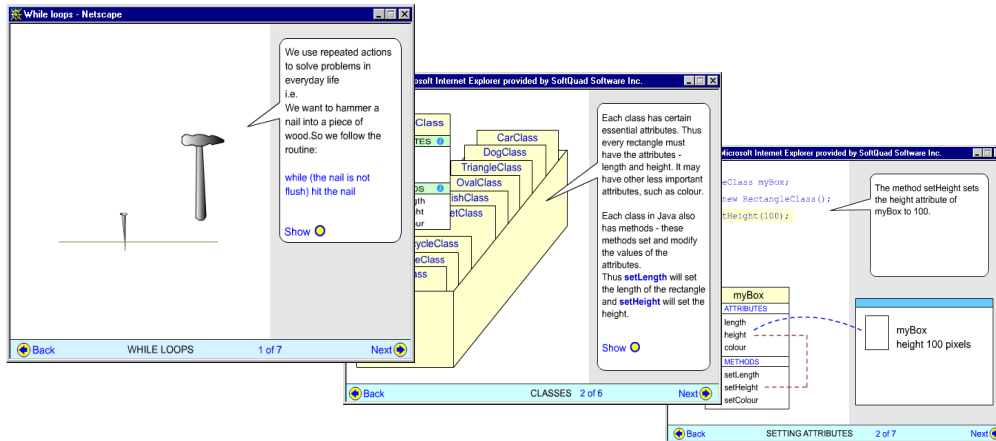 While loops - Netscape
We use repeated actions
to solve problems in
everyday life
i.e.
We want to hammer a
nail into a piece of
wood.So we follow the
routine:
while (the nail is not
flush) hit the nail
Show
Back
WHILE LOOPS
1 of 7
Next
Internet Explorer provided by SoftQuad Software Inc.
CarClass
DogClass
TriangleClass
OvalClass
Each class has certain
essential attributes. Thus
every rectangle must
have the attributes -
length and height. It may
have other less important
attributes, such as colour.
Each class in Java also
has methods - these
methods set and modify
the values of the
attributes.
Thus setLength will set
the length of the rectangle
and setHeight will set the
height.
Show
Back
CLASSES
2 of 6
Next
Microsoft Internet Explorer provided by SoftQuad Software Inc.
eClass myBox;
new RectangleClass();
tHeight(100);
The method setHeight sets
the height attribute of
myBox to 100.
myBox
ATTRIBUTES
length
height
colour
METHODS
setLength
setHeight
setColour
myBox
height 100 pixels
Back
SETTING ATTRIBUTES
2 of 7
Next